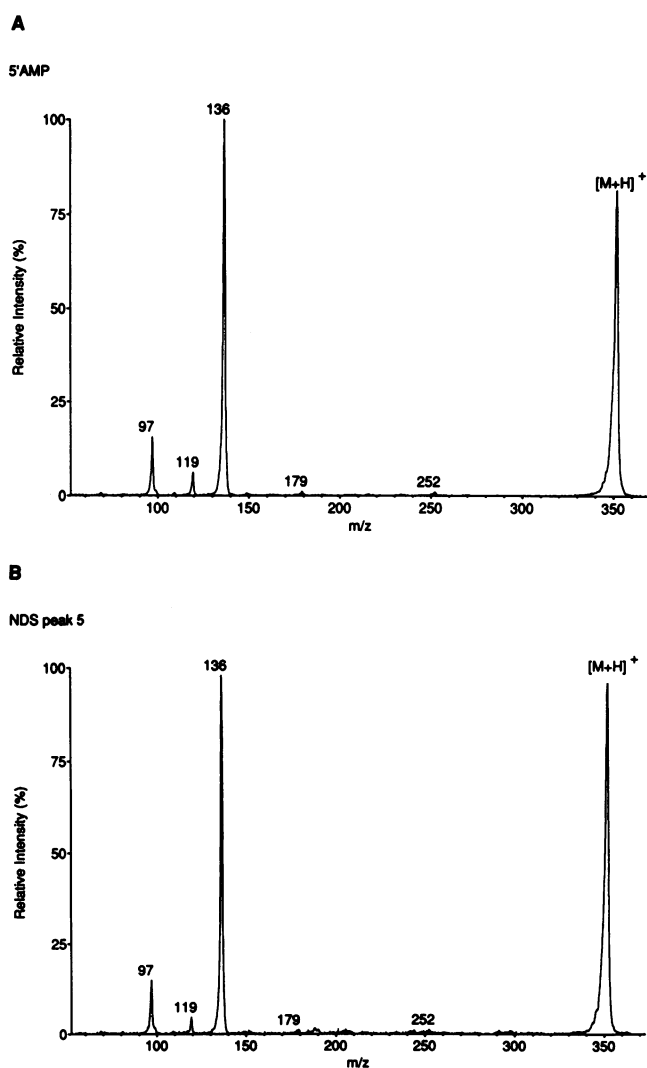 A
5'AMP
136
[M+H]+
100
75
50
25
0
Relative Intensity (%)
97
119
179
252
100 150 200 250 300 350
m/z
B
NDS peak 5
136
[M+H]+
100
75
50
25
0
Relative Intensity (%)
97
119
179
252
100 150 200 250 300 350
m/z